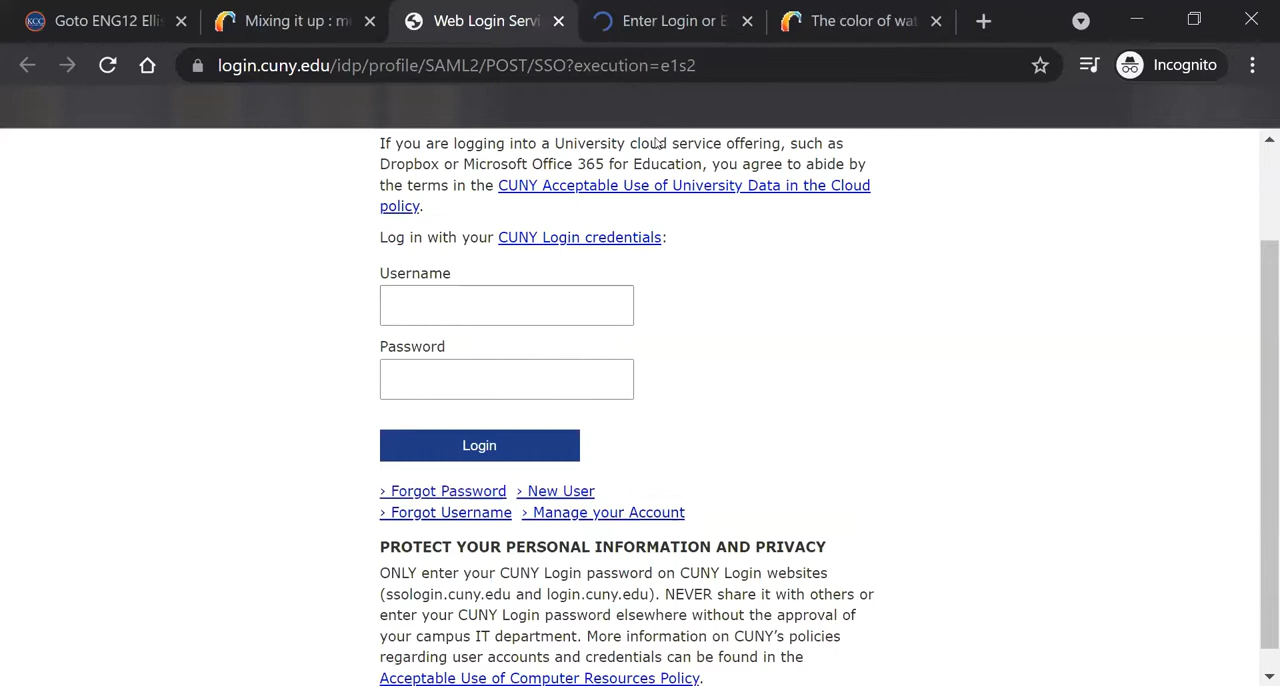 Goto ENG12 Ellis
Mixing it up : m
Web Login Servi
Enter Login or E
The color of wat
login.cuny.edu/idp/profile/SAML2/POST/SSO?execution=e1s2
Incognito
If you are logging into a University cloud service offering, such as
Dropbox or Microsoft Office 365 for Education, you agree to abide by
the terms in the CUNY Acceptable Use of University Data in the Cloud
policy.
Log in with your CUNY Login credentials:
Username
Password
Login
› Forgot Password › New User
› Forgot Username › Manage your Account
PROTECT YOUR PERSONAL INFORMATION AND PRIVACY
ONLY enter your CUNY Login password on CUNY Login websites
(ssologin.cuny.edu and login.cuny.edu). NEVER share it with others or
enter your CUNY Login password elsewhere without the approval of
your campus IT department. More information on CUNY’s policies
regarding user accounts and credentials can be found in the
Acceptable Use of Computer Resources Policy.